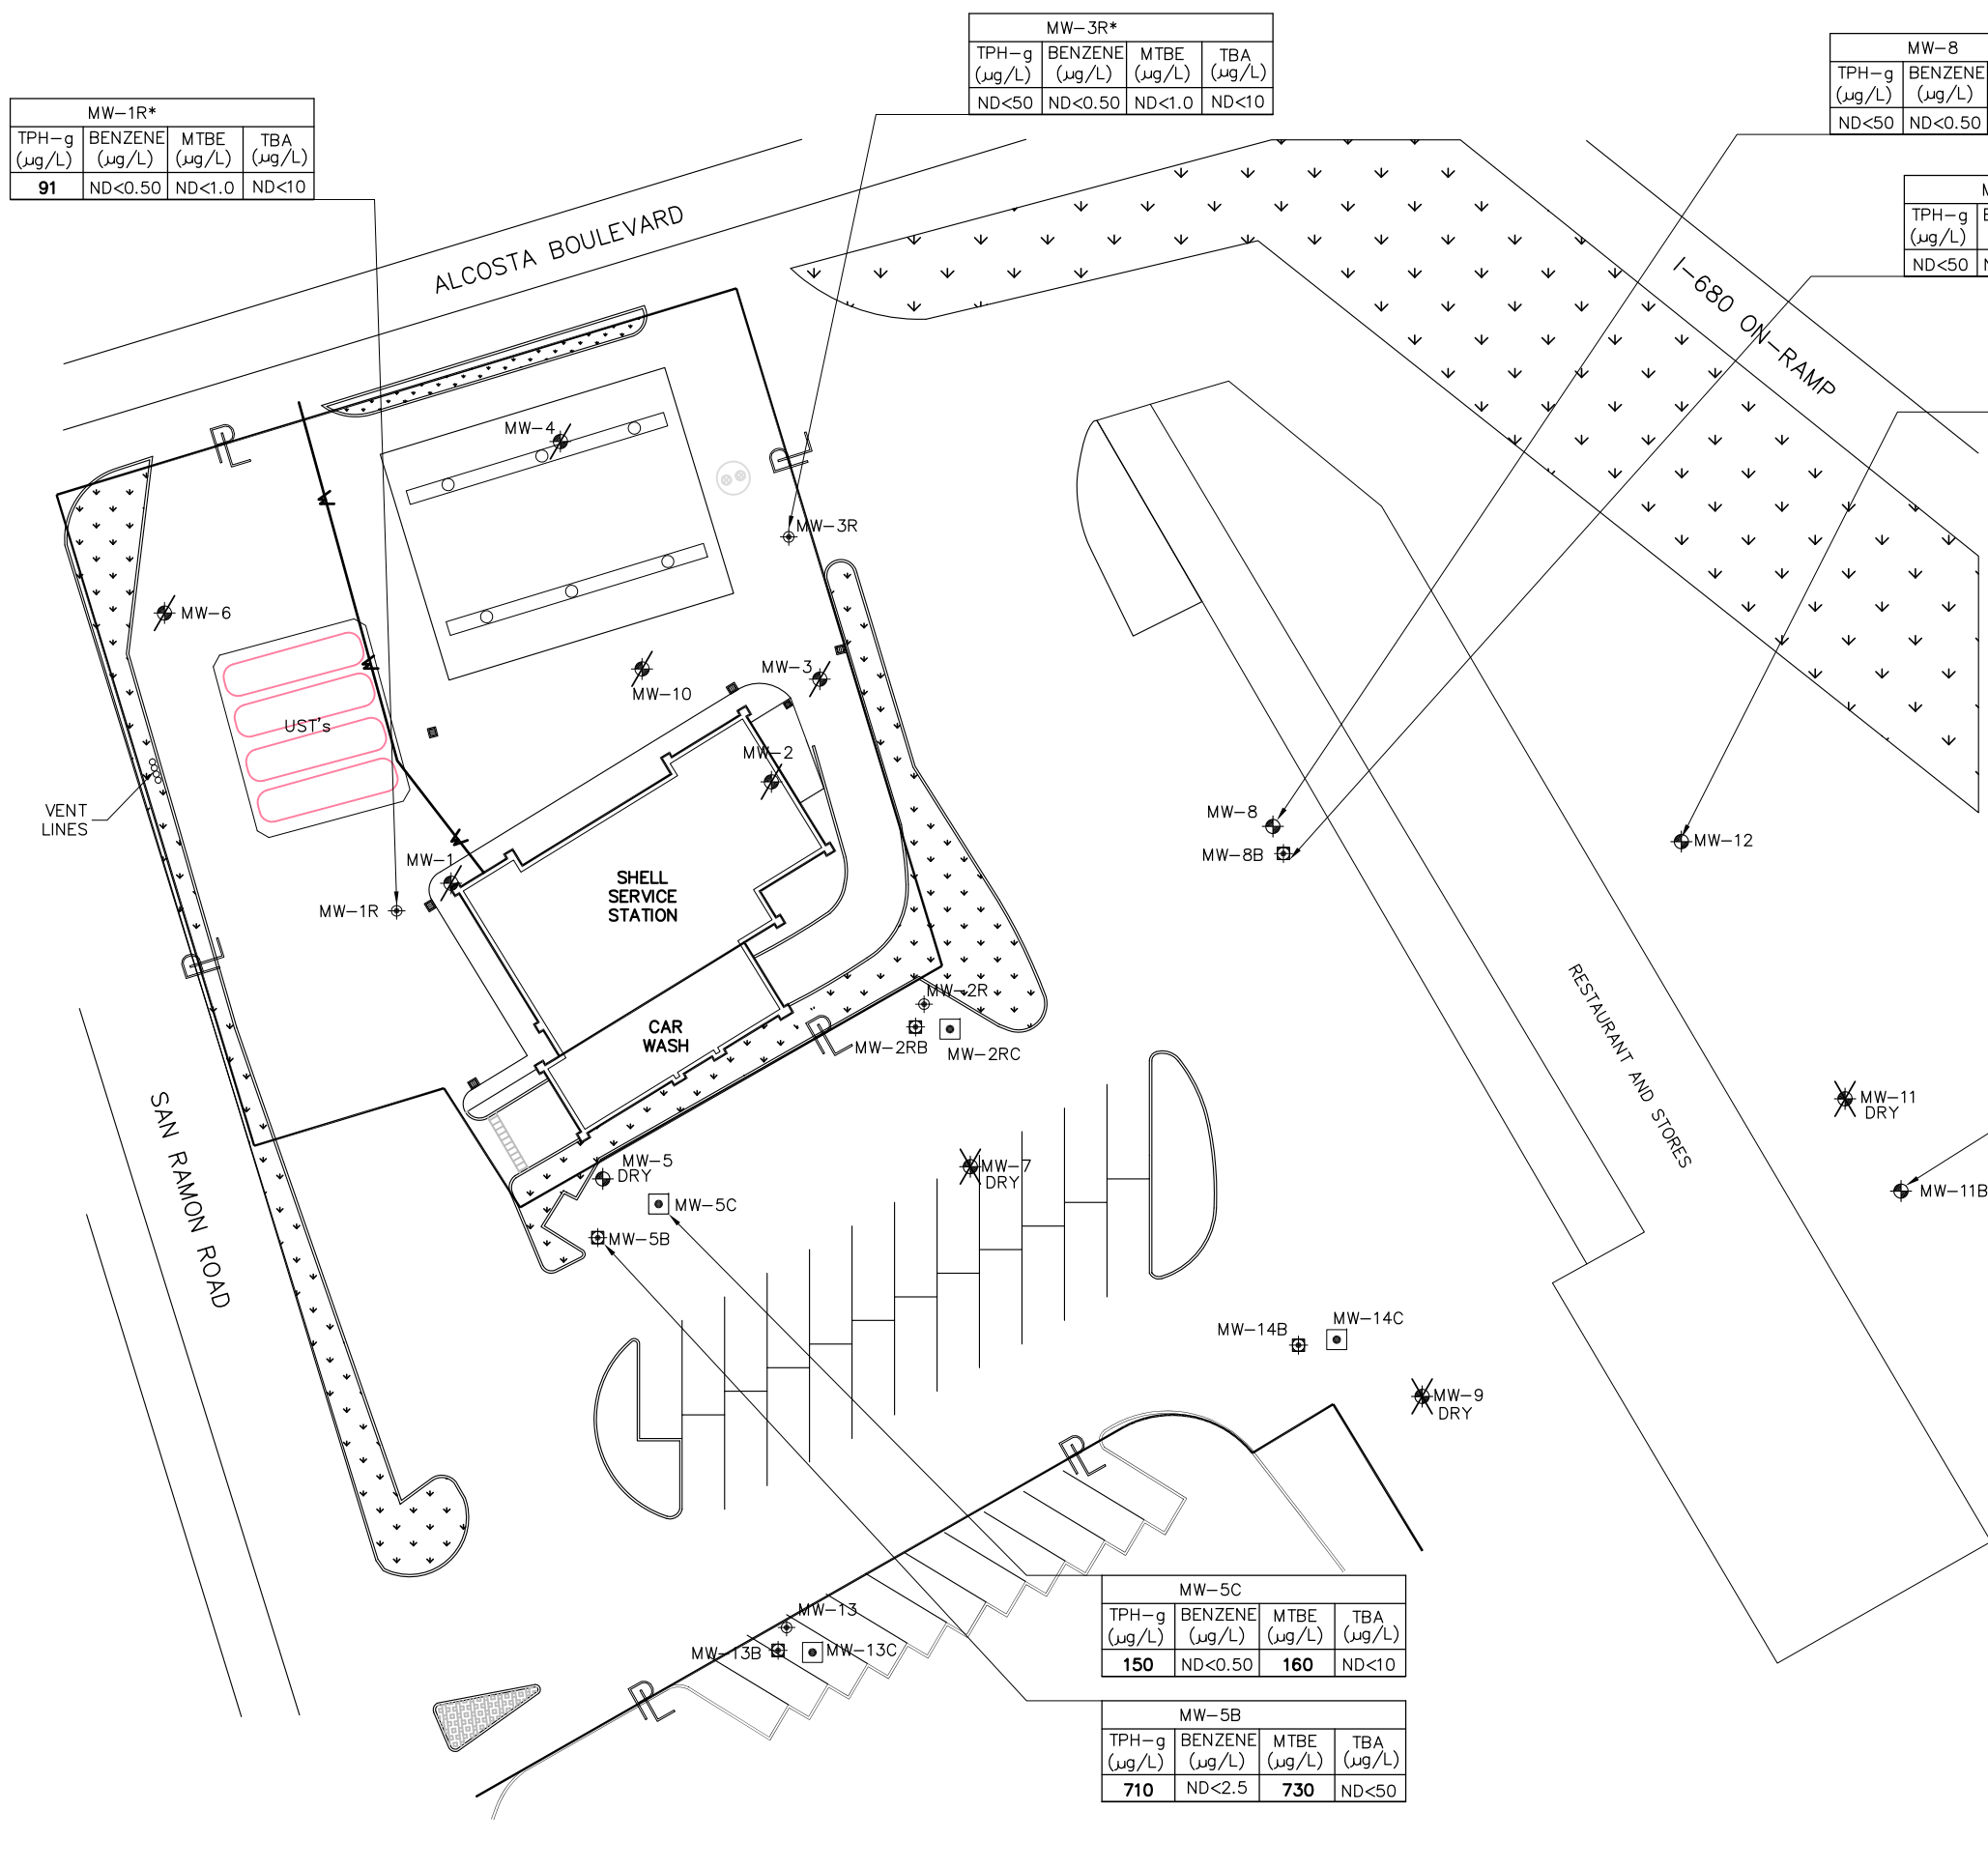 MW-3R*
TPH-g BENZENE MTBE TBA
(µg/L) (µg/L) (µg/L) (µg/L)
ND<50 ND<0.50 ND<1.0 ND<10
MW-8
TPH-g BENZENE
(µg/L) (µg/L)
ND<50 ND<0.50
MW-1R*
TPH-g BENZENE MTBE TBA
(µg/L) (µg/L) (µg/L) (µg/L)
91 ND<0.50 ND<1.0 ND<10
TPH-g
(µg/L)
ND<50
ALCOSTA BOULEVARD
I-680 ON-RAMP
PL
PL
MW-4
MW-3R
MW-6
MW-3
MW-10
UST's
MW-2
VENT
LINES
MW-8
MW-8B
MW-12
MW-1
MW-1R
SHELL
SERVICE
STATION
PL
CAR
WASH
PL
MW-2R
MW-2RB
MW-2RC
RESTAURANT AND STORES
SAN RAMON ROAD
MW-11
DRY
MW-5
DRY
MW-7
DRY
MW-11B
MW-5C
MW-5B
MW-14B
MW-14C
MW-9
DRY
PL
MW-13
MW-13B
MW-13C
PL
MW-5C
TPH-g BENZENE MTBE TBA
(µg/L) (µg/L) (µg/L) (µg/L)
150 ND<0.50 160 ND<10
MW-5B
TPH-g BENZENE MTBE TBA
(µg/L) (µg/L) (µg/L) (µg/L)
710 ND<2.5 730 ND<50